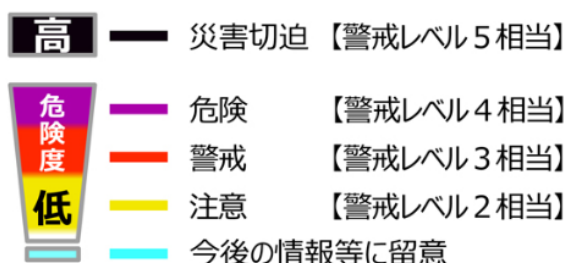 高 災害切迫 【警戒レベル５相当】
危険度 危険 【警戒レベル４相当】
警戒 【警戒レベル３相当】
低 注意 【警戒レベル２相当】
今後の情報等に留意